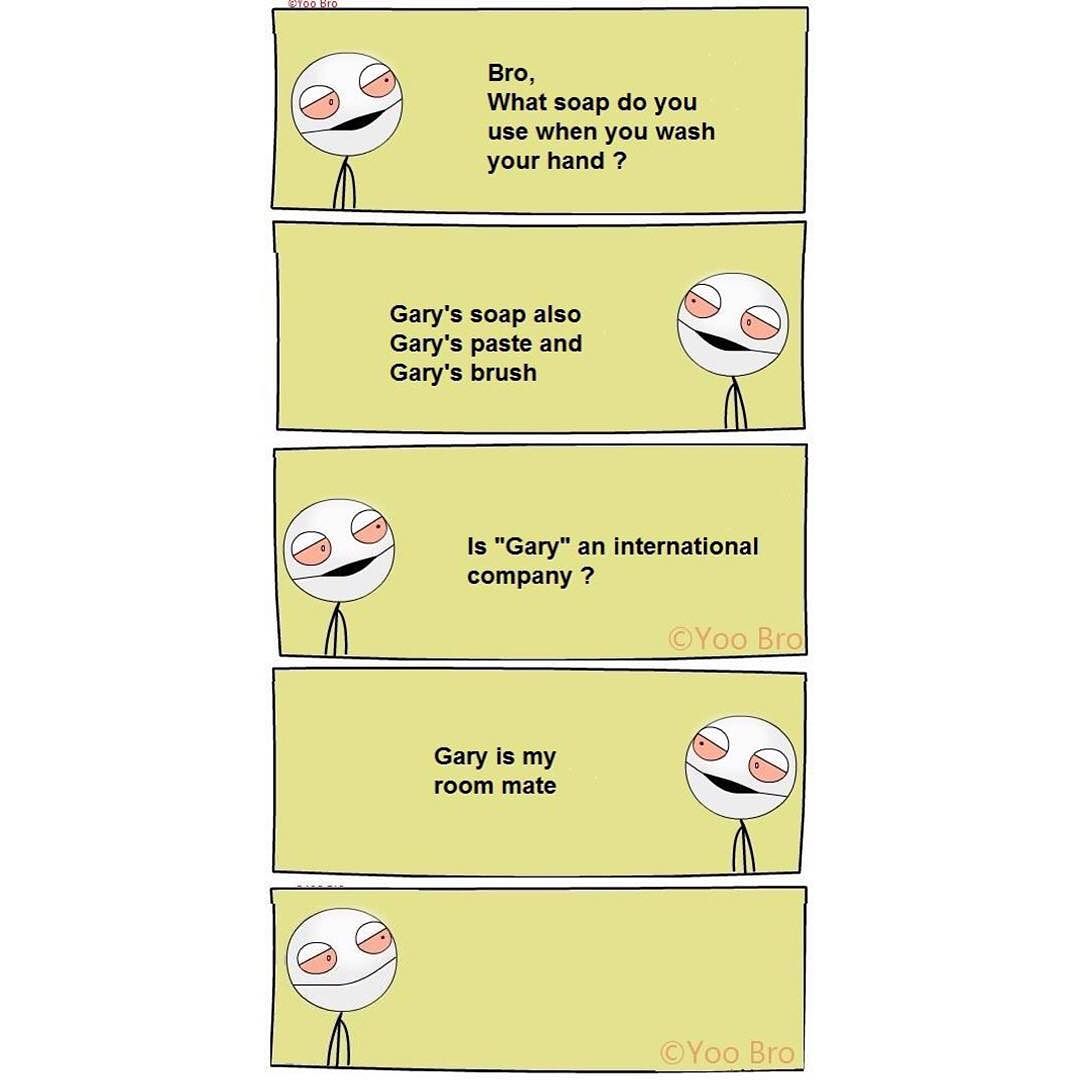 ©Yoo Bro
Bro,
What soap do you
use when you wash
your hand ?
Gary's soap also
Gary's paste and
Gary's brush
Is "Gary" an international
company ?
©Yoo Bro
Gary is my
room mate
©Yoo Bro